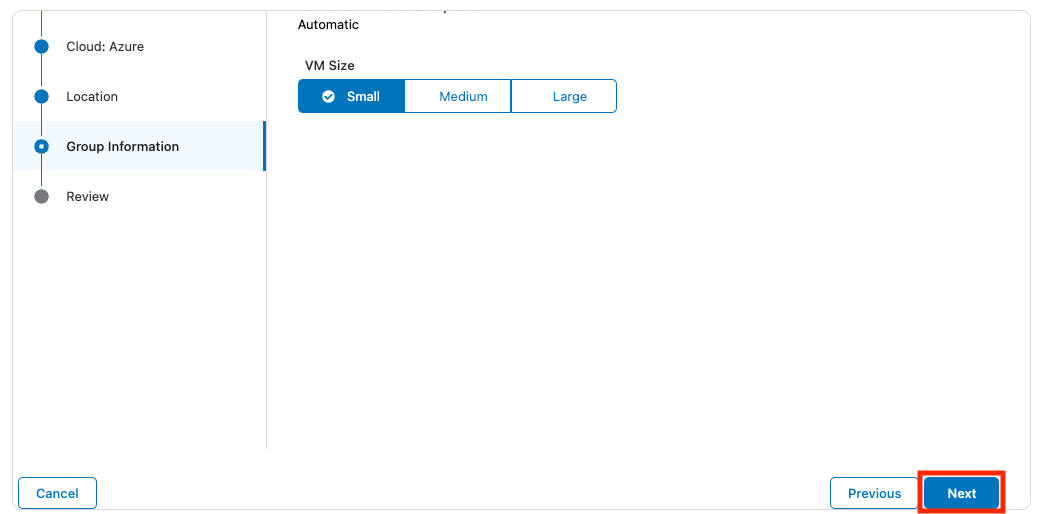 Automatic
Cloud: Azure
VM Size
Location
Small
Medium
Large
Group Information
Review
Cancel
Previous
Next